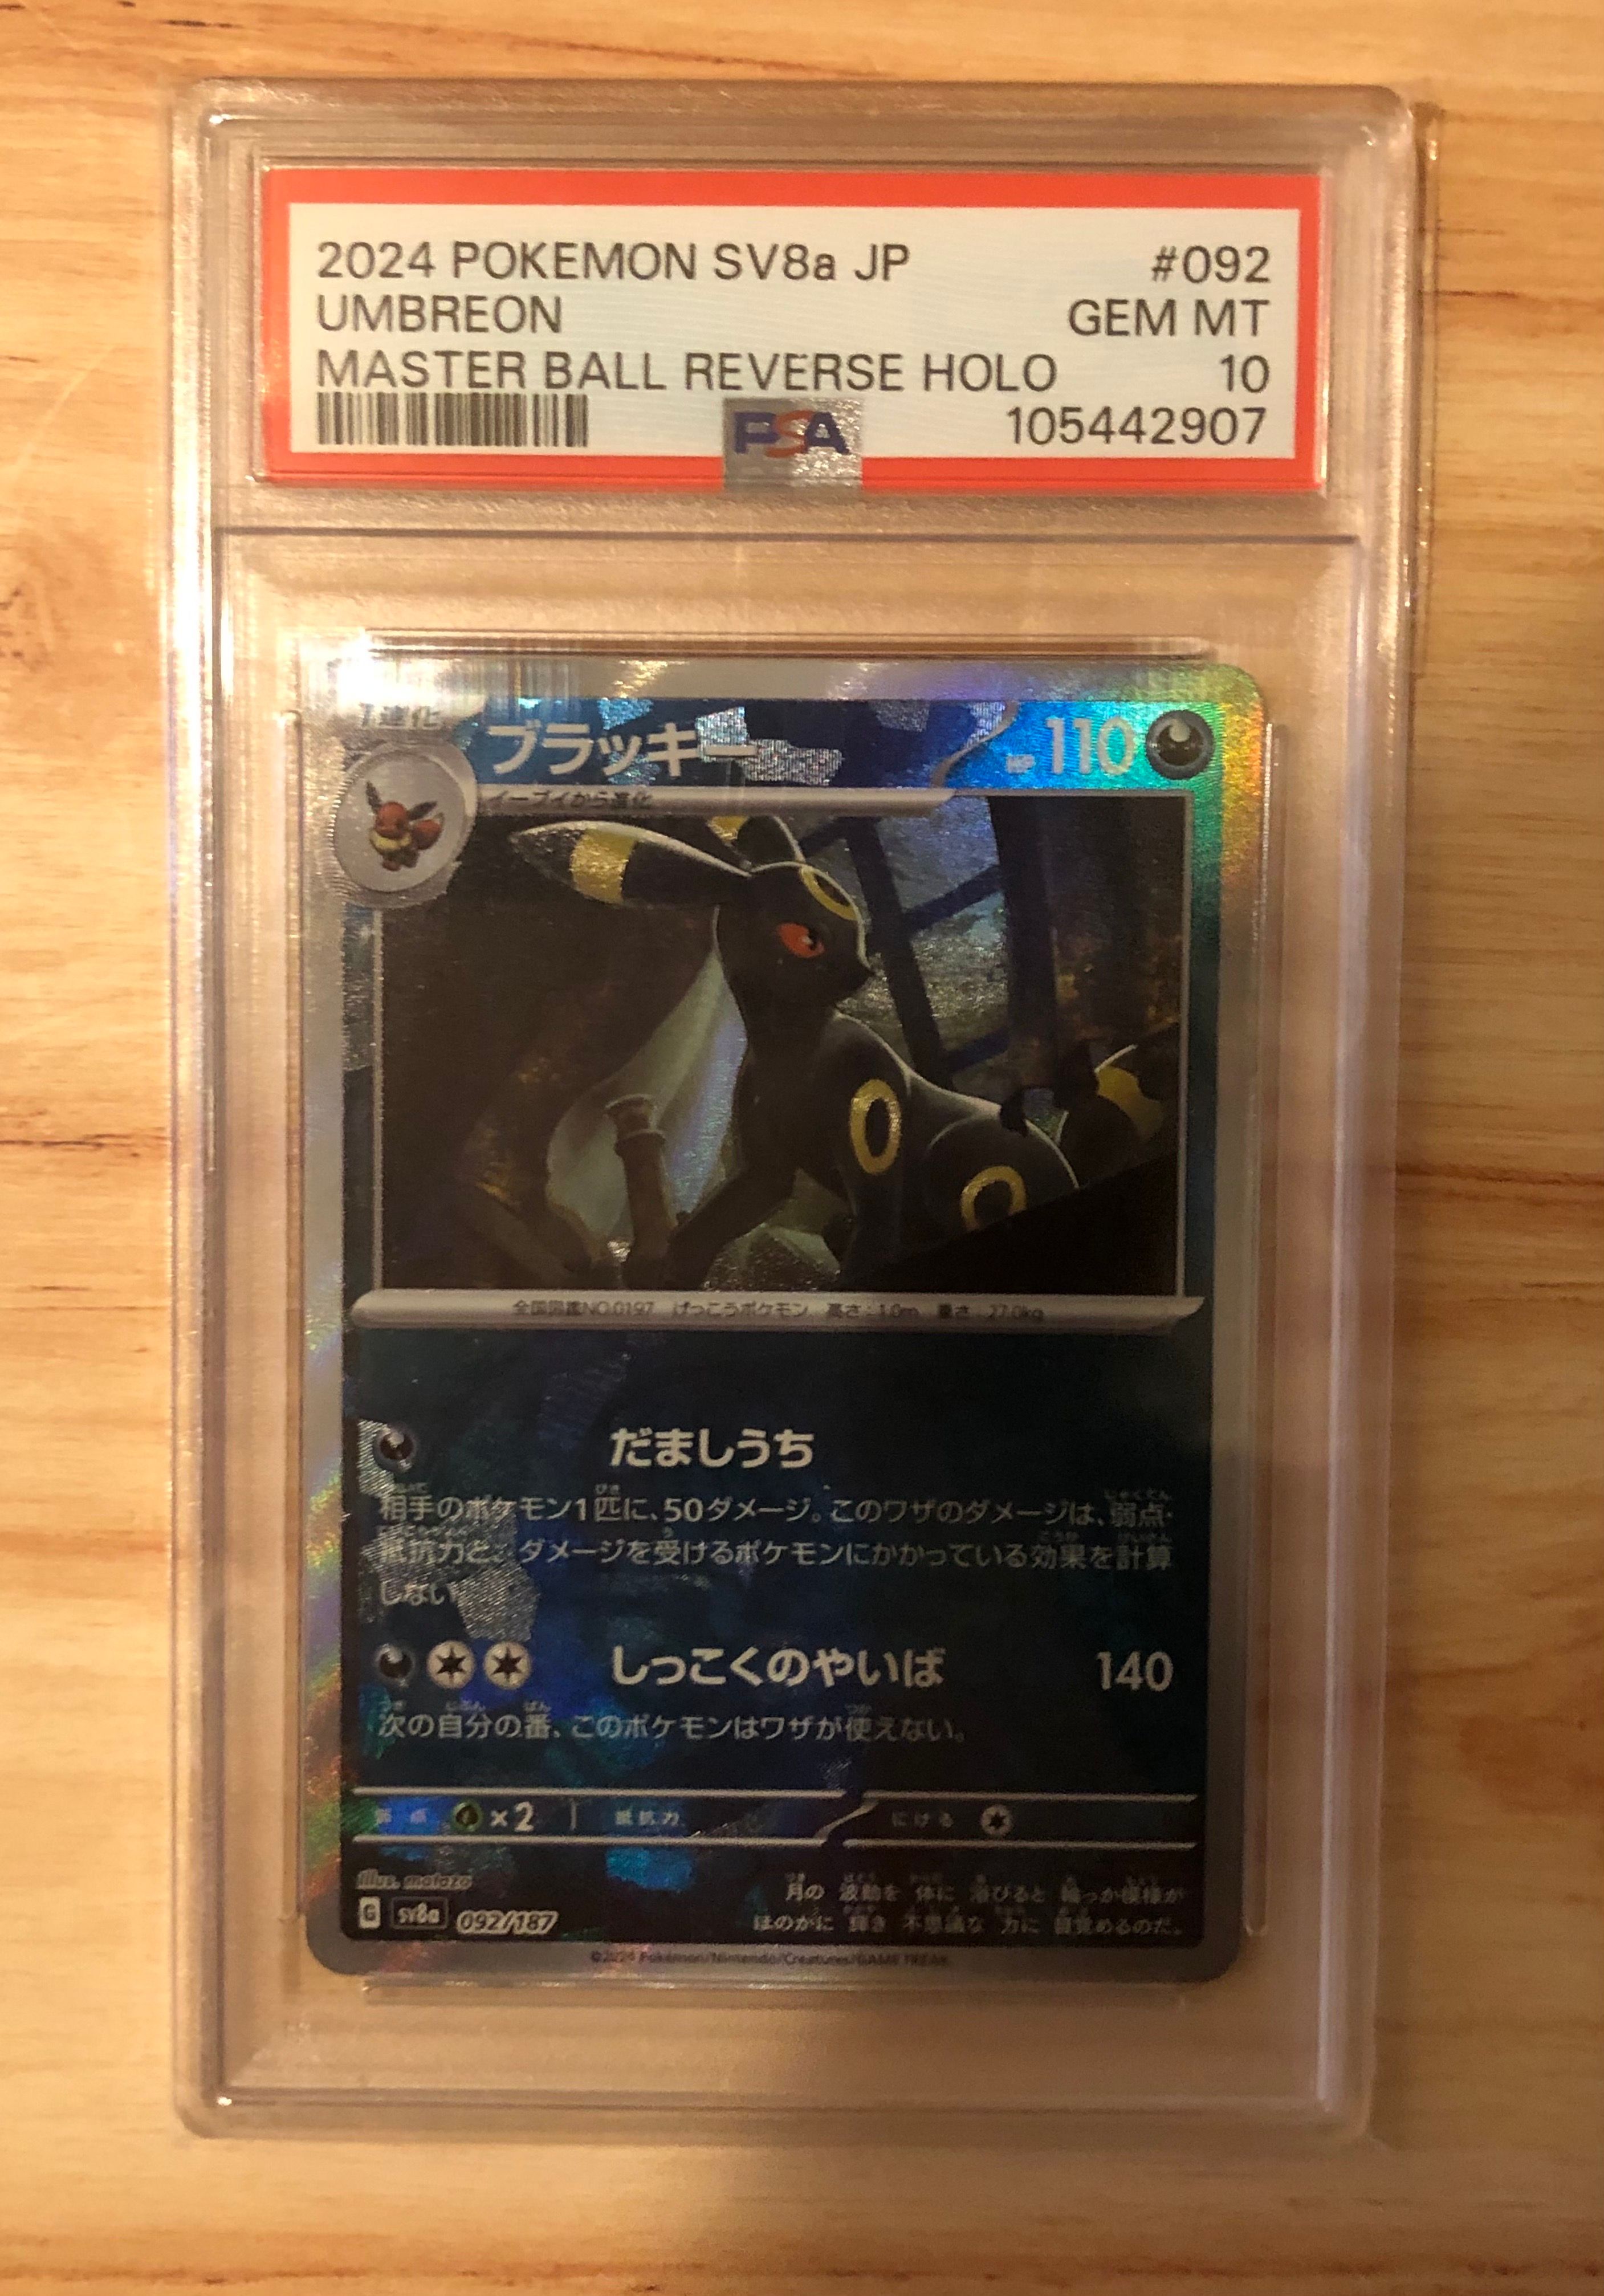 2024 POKEMON SV8a JP #092
UMBREON GEM MT
MASTER BALL REVERSE HOLO 10
PSA 105442907
1進化
ブラッキー HP 110
イーブイから進化
全国図鑑NO.0197 げっこうポケモン 高さ:1.0m 重さ:27.0kg
だましうち
相手のポケモン1匹に、50ダメージ。このワザのダメージは、弱点・
抵抗力と、ダメージを受けるポケモンにかかっている効果を計算
しない。
しっこくのやいば 140
次の自分の番、このポケモンはワザが使えない。
弱点 ×2 抵抗力 にげる
illus. matazo
G sv8a 092/187
月の 波動を 体に 浴びると 輪っか模様が
ほのかに 輝き 不思議な 力に 目覚めるのだ。
©2024 Pokémon/Nintendo/Creatures/GAME FREAK.